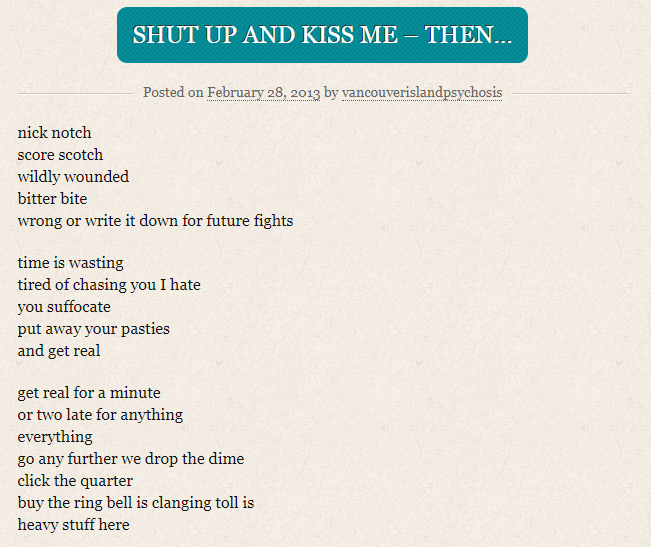 SHUT UP AND KISS ME – THEN...
Posted on February 28, 2013 by vancouverislandpsychosis
nick notch
score scotch
wildly wounded
bitter bite
wrong or write it down for future fights
time is wasting
tired of chasing you I hate
you suffocate
put away your pasties
and get real
get real for a minute
or two late for anything
everything
go any further we drop the dime
click the quarter
buy the ring bell is clanging toll is
heavy stuff here